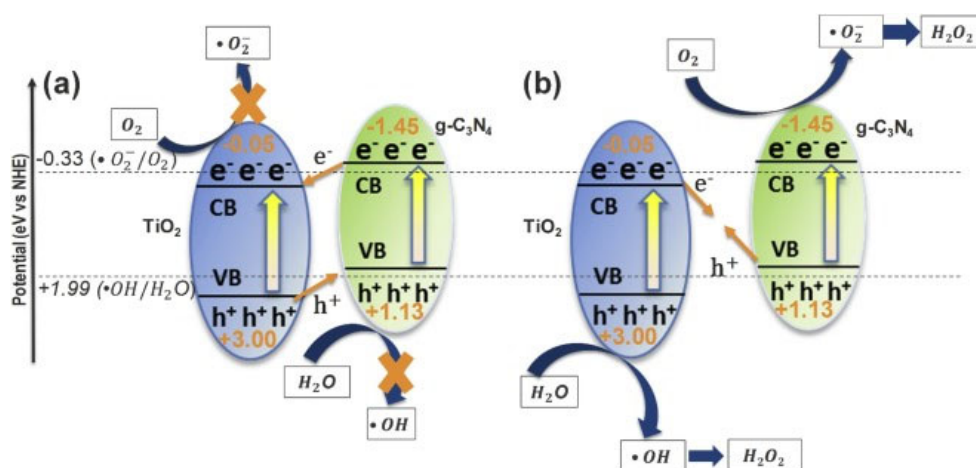 (a)
• O₂⁻
O₂
-0.33 (• O₂⁻/O₂)
Potential (eV vs NHE)
-0.05
e⁻ e⁻ e⁻
CB
TiO₂
VB
+1.99 (•OH/H₂O)
h⁺ h⁺ h⁺
+3.00
e⁻
h⁺
g-C₃N₄
-1.45
e⁻ e⁻ e⁻
CB
VB
h⁺ h⁺ h⁺
+1.13
H₂O
• OH
(b)
O₂
• O₂⁻
H₂O₂
-0.05
e⁻ e⁻ e⁻
CB
TiO₂
VB
h⁺ h⁺ h⁺
+3.00
e⁻
h⁺
g-C₃N₄
-1.45
e⁻ e⁻ e⁻
CB
VB
h⁺ h⁺ h⁺
+1.13
H₂O
• OH
H₂O₂